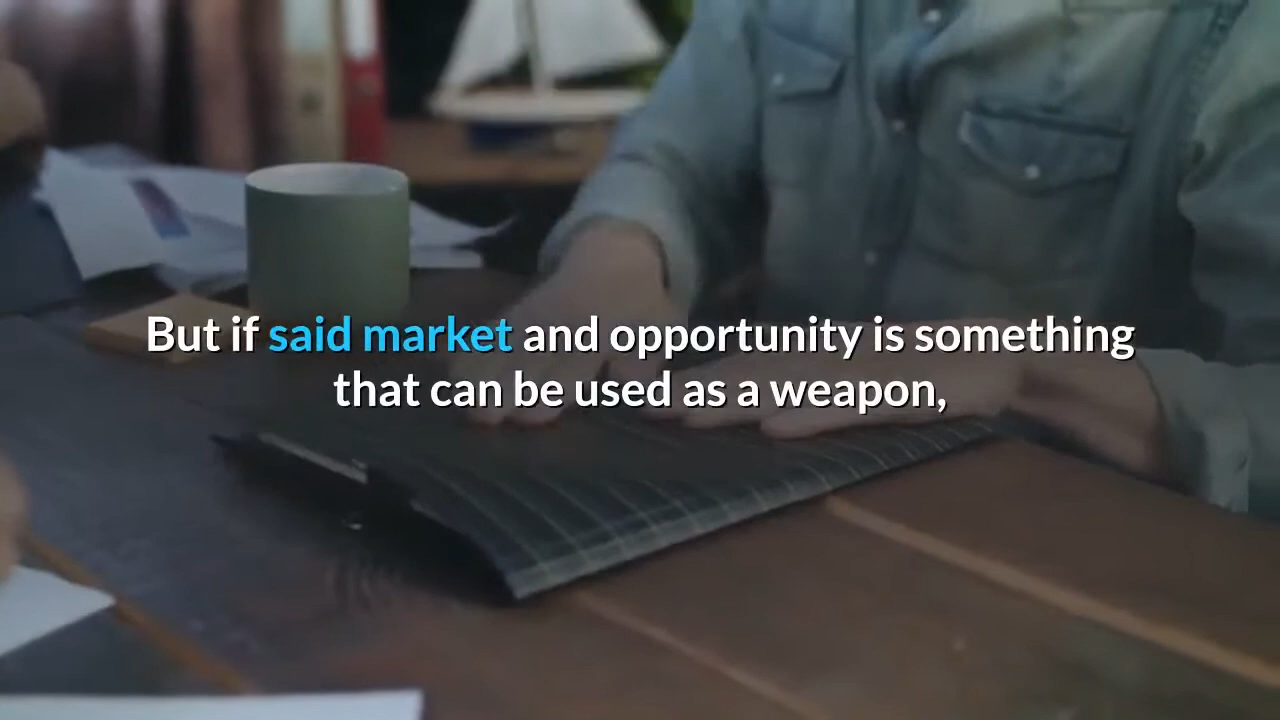 But if said market and opportunity is something
that can be used as a weapon,